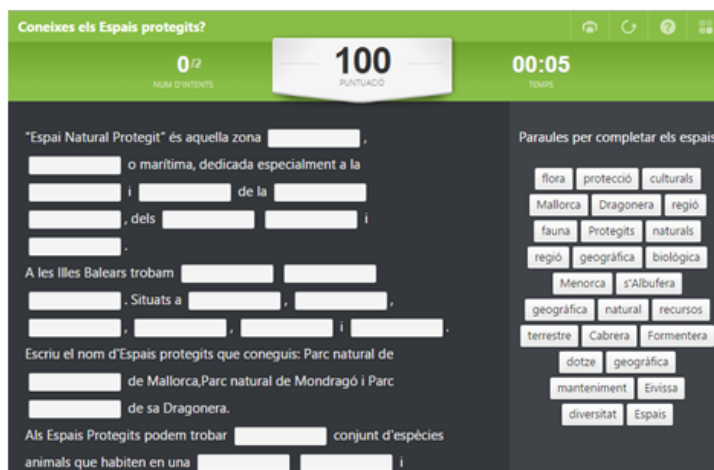 Coneixes els Espais protegits?
0/2
NUM D'INTENTS
100
PUNTUACIÓ
00:05
TEMPS
"Espai Natural Protegit" és aquella zona ,
o marítima, dedicada especialment a la
i de la
, dels i
.
A les Illes Balears trobam
. Situats a , ,
, , i .
Escriu el nom d'Espais protegits que coneguis: Parc natural de
de Mallorca,Parc natural de Mondragó i Parc
de sa Dragonera.
Als Espais Protegits podem trobar conjunt d'espècies
animals que habiten en una i
Paraules per completar els espais
flora protecció culturals
Mallorca Dragonera regió
fauna Protegits naturals
regió geogràfica biològica
Menorca s'Albufera
geogràfica natural recursos
terrestre Cabrera Formentera
dotze geogràfica
manteniment Eivissa
diversitat Espais